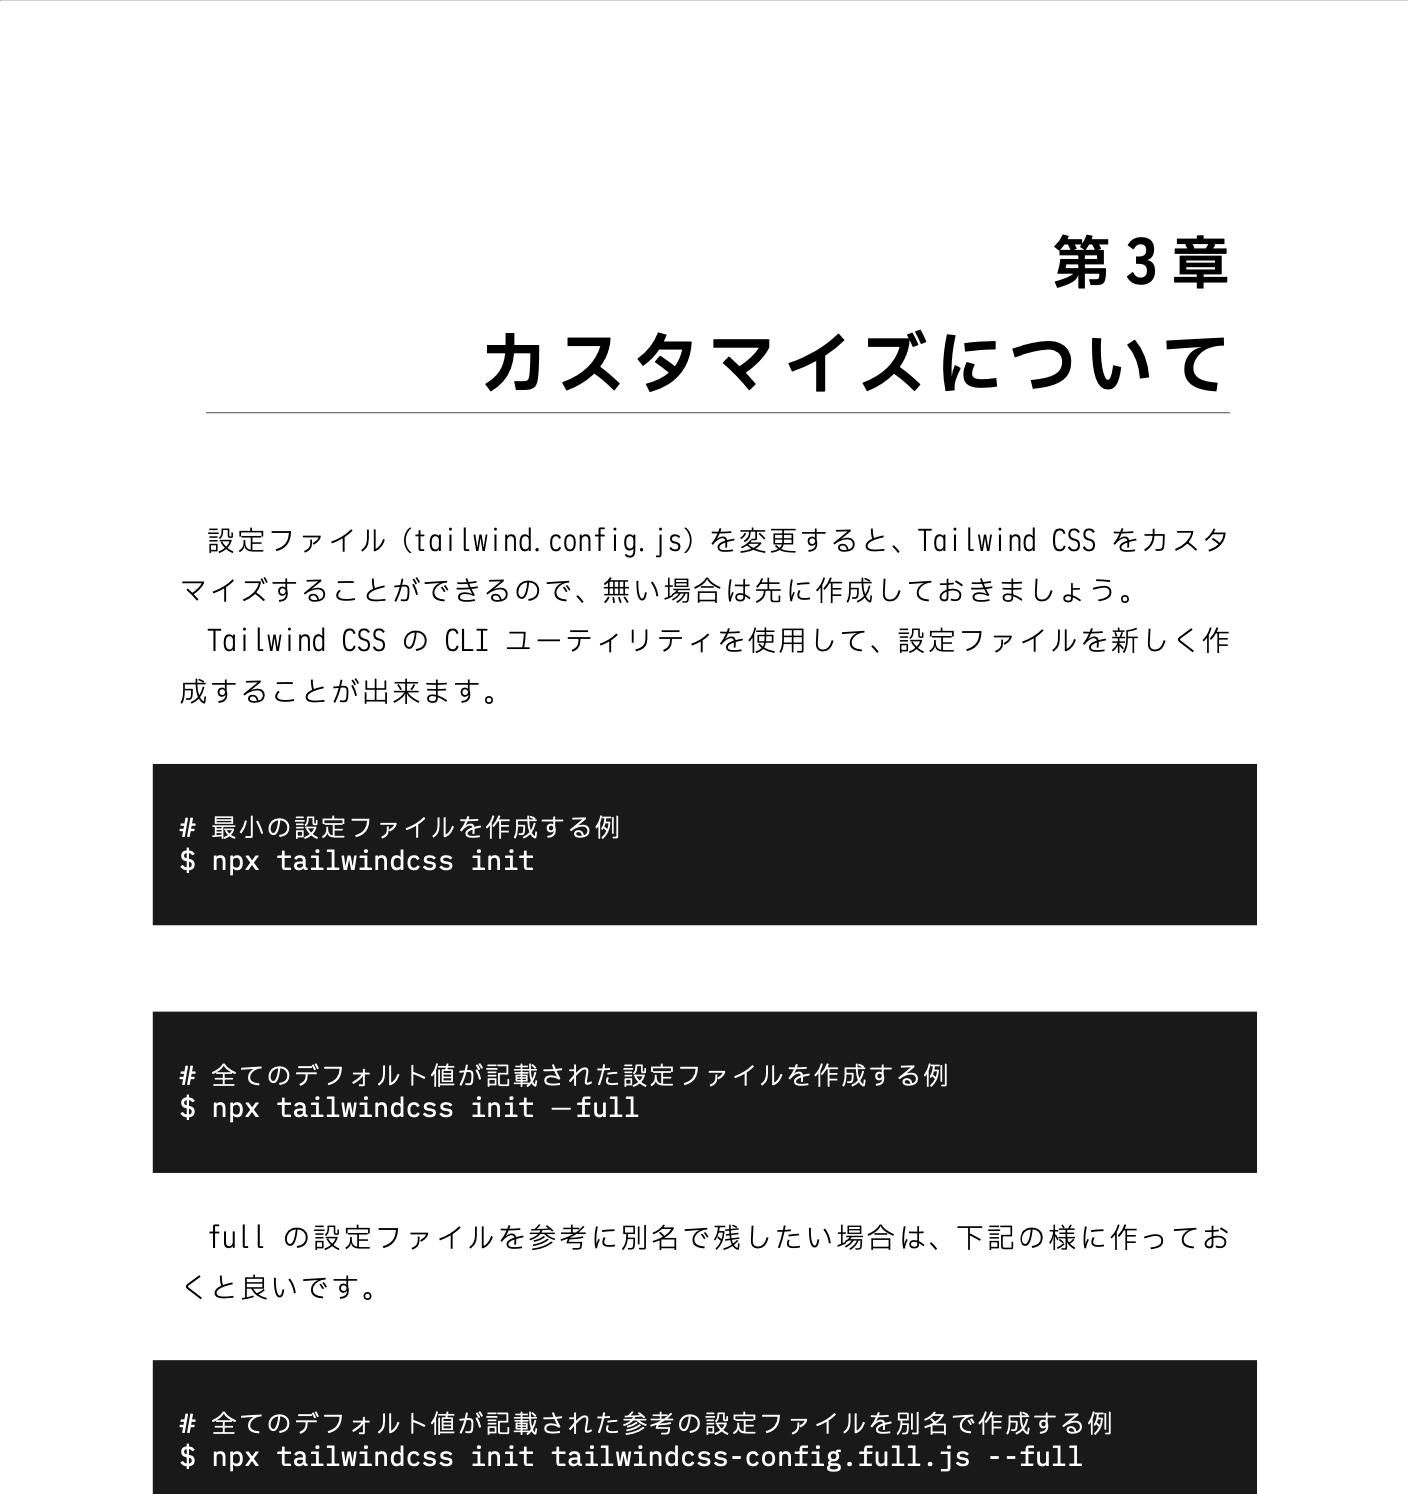 第3章
カスタマイズについて
設定ファイル（tailwind.config.js）を変更すると、Tailwind CSS をカスタ
マイズすることができるので、無い場合は先に作成しておきましょう。
Tailwind CSS の CLI ユーティリティを使用して、設定ファイルを新しく作
成することが出来ます。
# 最小の設定ファイルを作成する例
$ npx tailwindcss init
# 全てのデフォルト値が記載された設定ファイルを作成する例
$ npx tailwindcss init —full
full の設定ファイルを参考に別名で残したい場合は、下記の様に作ってお
くと良いです。
# 全てのデフォルト値が記載された参考の設定ファイルを別名で作成する例
$ npx tailwindcss init tailwindcss-config.full.js --full